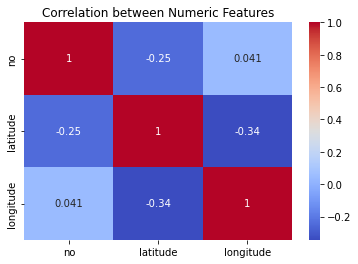 Correlation between Numeric Features
no
1
-0.25
0.041
latitude
-0.25
1
-0.34
longitude
0.041
-0.34
1
no
latitude
longitude
1.0
0.8
0.6
0.4
0.2
0.0
-0.2